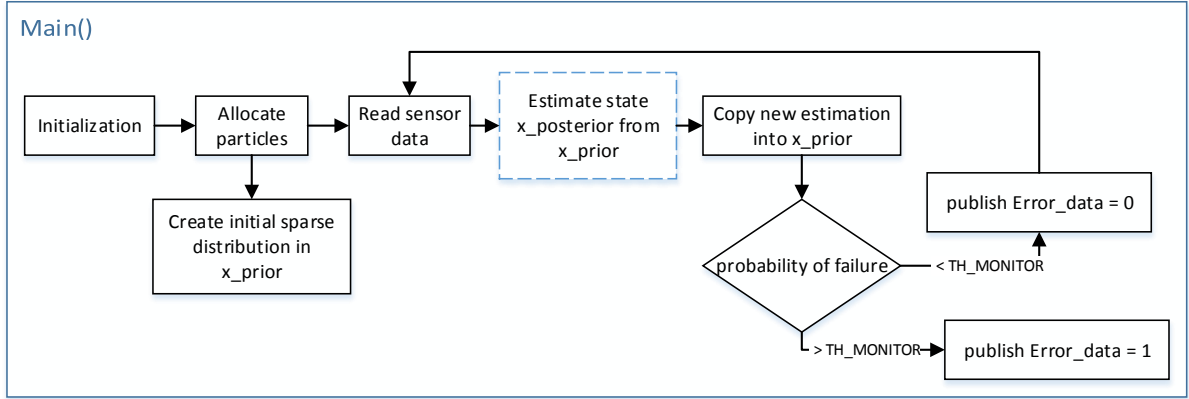 Main()
Initialization
Allocate
particles
Read sensor
data
Estimate state
x_posterior from
x_prior
Copy new estimation
into x_prior
Create initial sparse
distribution in
x_prior
publish Error_data = 0
probability of failure
< TH_MONITOR
> TH_MONITOR
publish Error_data = 1